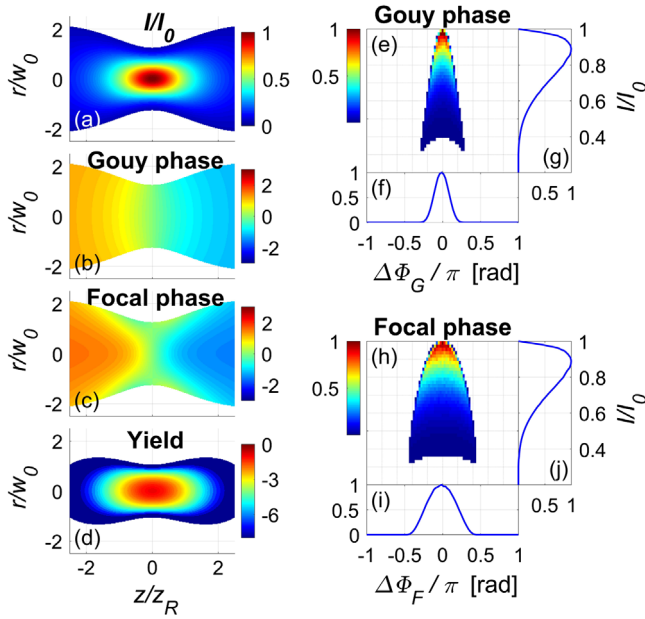 I/I0
r/w0
2
0
-2
(a)
1
0.5
0
Gouy phase
r/w0
2
0
-2
(b)
2
0
-2
Focal phase
r/w0
2
0
-2
(c)
2
0
-2
Yield
r/w0
2
0
-2
(d)
0
-2
-4
-6
-2
0
2
z/zR
Gouy phase
0.5
(e)
(g)
1
0.8
0.6
0.4
I/I0
0.5
1
(f)
1
0.5
0
-1
-0.5
0
0.5
1
ΔΦG/π [rad]
Focal phase
0.5
(h)
(j)
1
0.8
0.6
0.4
I/I0
0.5
1
(i)
1
0.5
0
-1
-0.5
0
0.5
1
ΔΦF/π [rad]